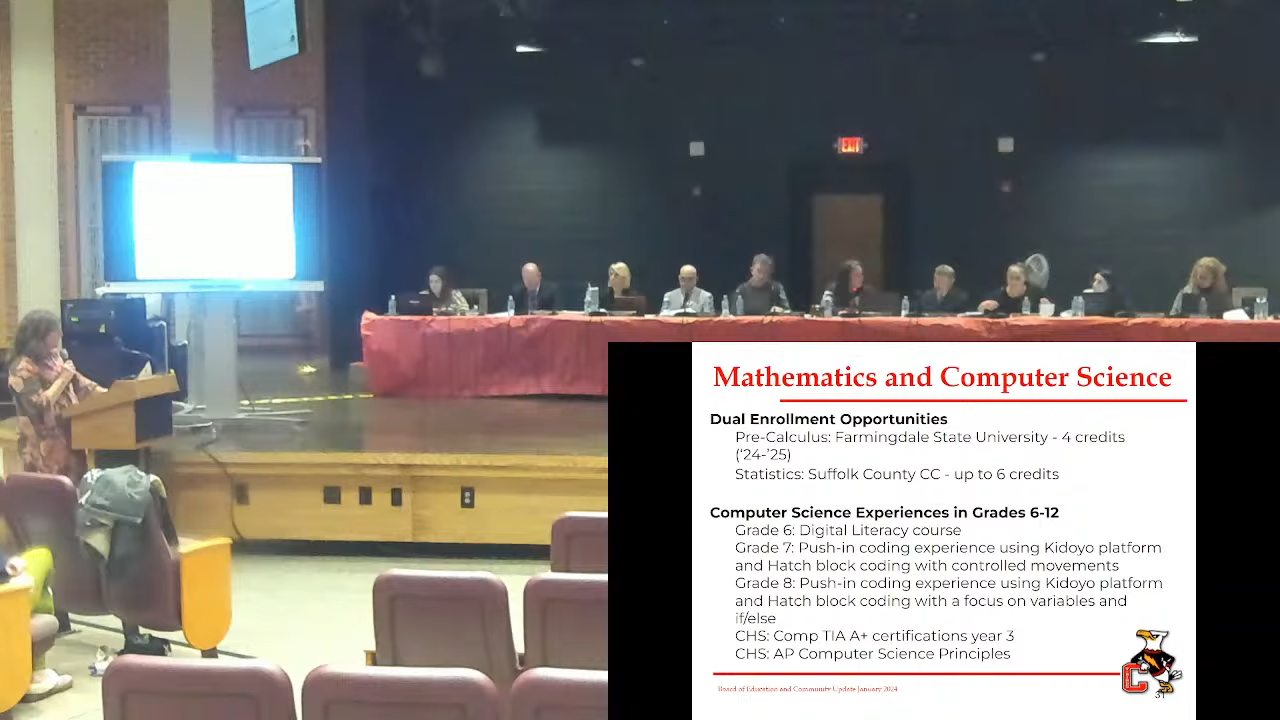 EXIT
Mathematics and Computer Science
Dual Enrollment Opportunities
Pre-Calculus: Farmingdale State University - 4 credits
('24-'25)
Statistics: Suffolk County CC - up to 6 credits
Computer Science Experiences in Grades 6-12
Grade 6: Digital Literacy course
Grade 7: Push-in coding experience using Kidoyo platform
and Hatch block coding with controlled movements
Grade 8: Push-in coding experience using Kidoyo platform
and Hatch block coding with a focus on variables and
if/else
CHS: Comp TIA A+ certifications year 3
CHS: AP Computer Science Principles
C
Board of Education and Community Update January 2024
31